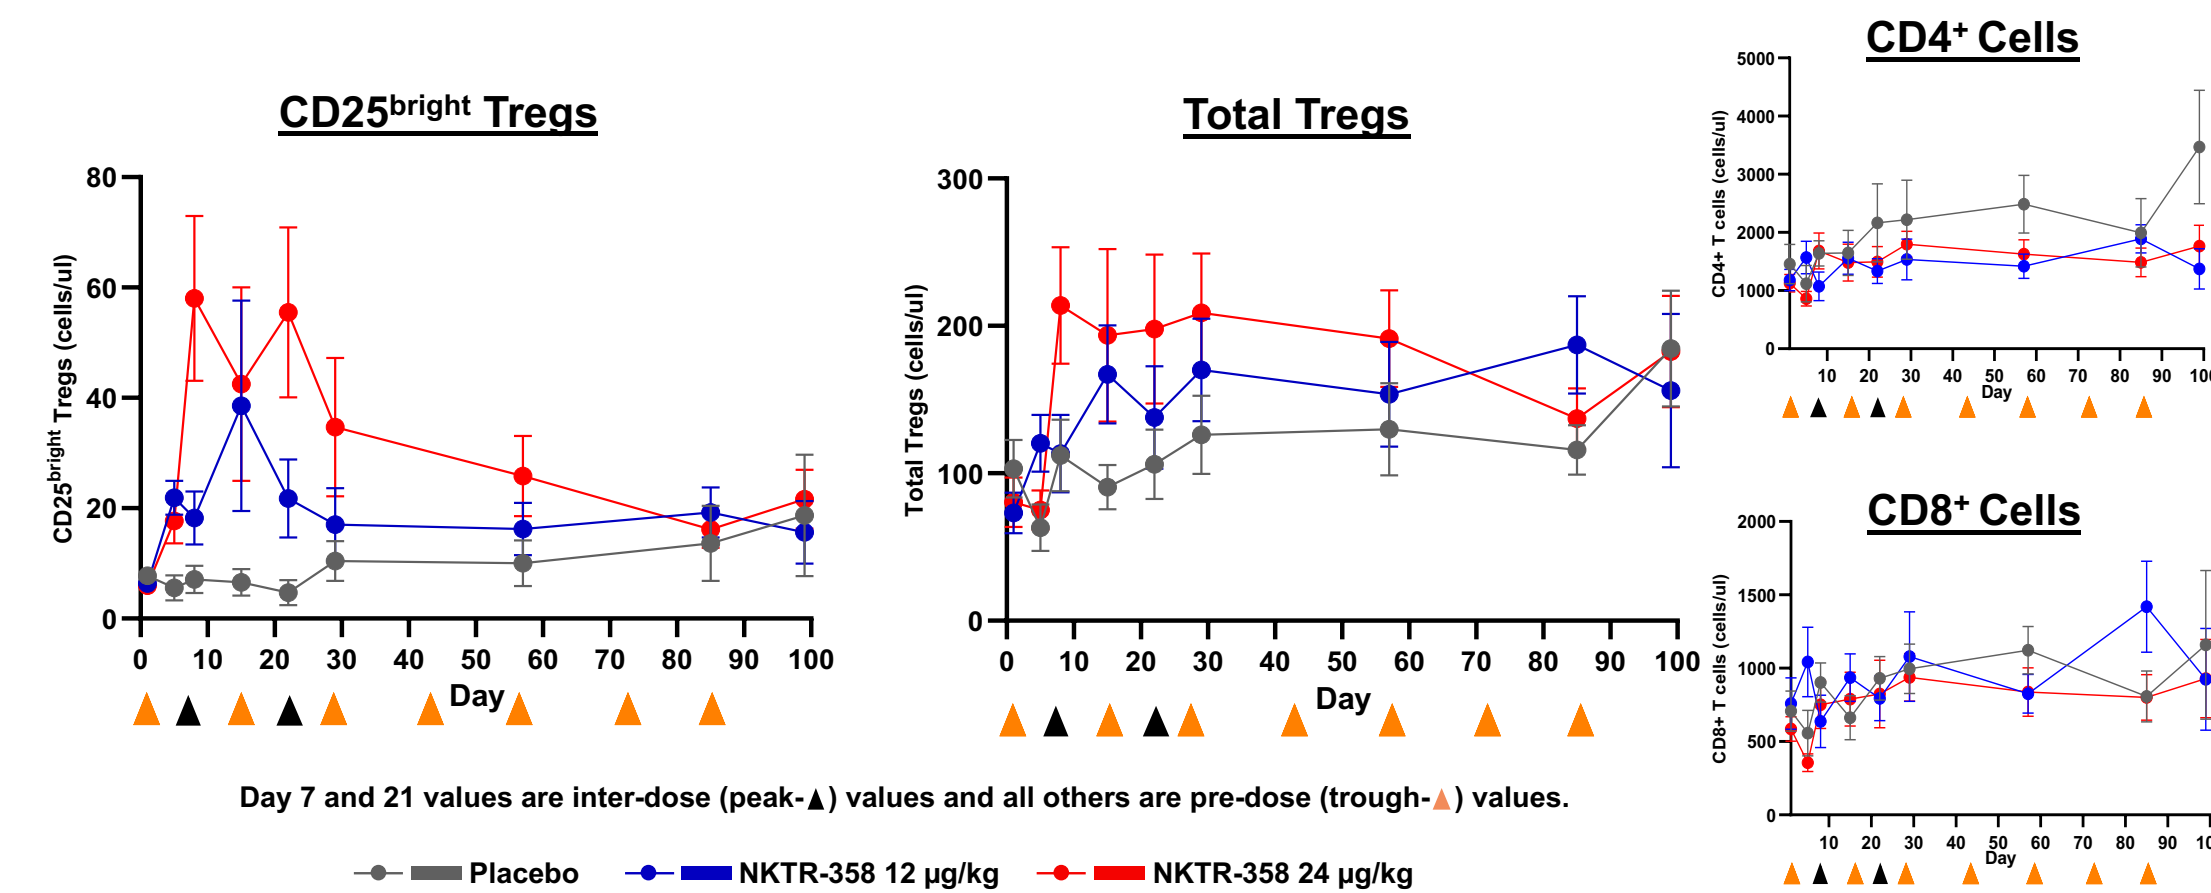 CD25bright Tregs
CD25bright Tregs (cells/ul)
80
60
40
20
0
0 10 20 30 40 50 60 70 80 90 100
Day
Total Tregs
Total Tregs (cells/ul)
300
200
100
0
0 10 20 30 40 50 60 70 80 90 100
Day
CD4+ Cells
CD4+ T cells (cells/ul)
5000
4000
3000
2000
1000
0
10 20 30 40 50 60 70 80 90 100
Day
CD8+ Cells
CD8+ T cells (cells/ul)
2000
1500
1000
500
0
10 20 30 40 50 60 70 80 90 10
Day
Day 7 and 21 values are inter-dose (peak-▲) values and all others are pre-dose (trough-▲) values.
Placebo NKTR-358 12 µg/kg NKTR-358 24 µg/kg